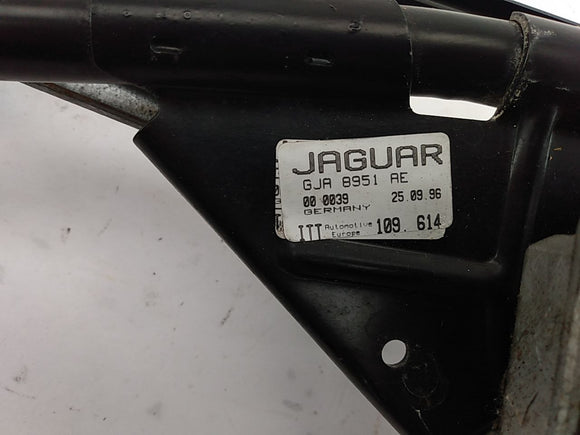 JAGUAR
GJA 8951 AE
00 0039 25.09.96
GERMANY
ITT Automotive Europe 109. 614